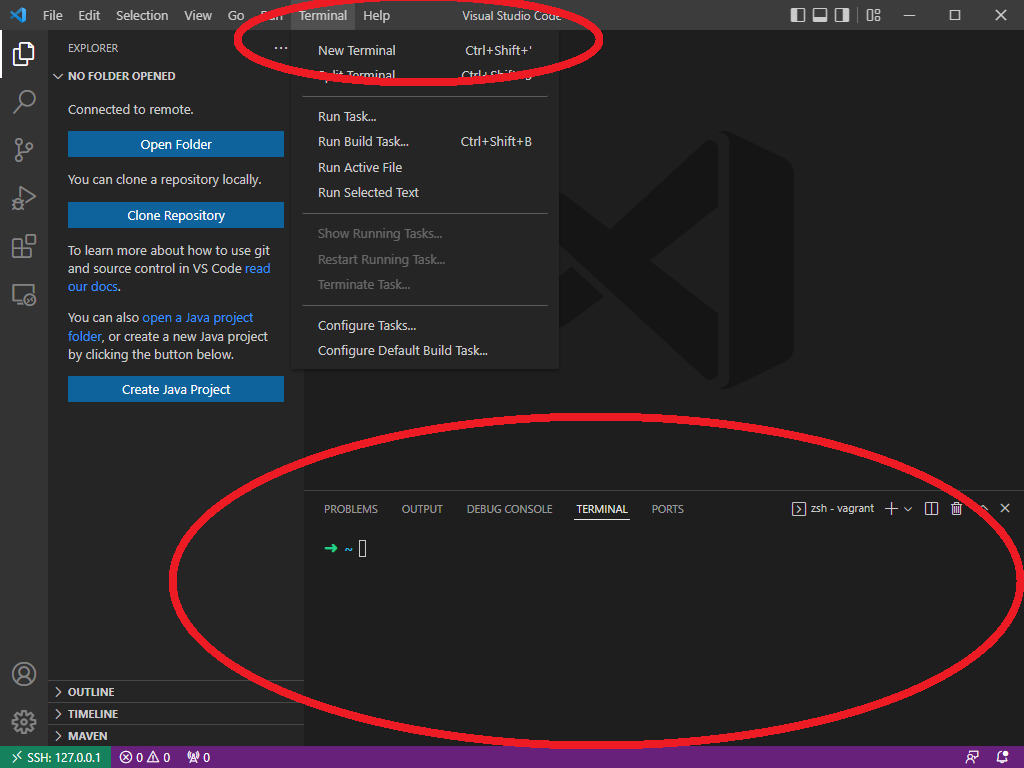 File Edit Selection View Go Run Terminal Help Visual Studio Code
EXPLORER ...
New Terminal Ctrl+Shift+'
Split Terminal
NO FOLDER OPENED
Connected to remote.
Open Folder
You can clone a repository locally.
Clone Repository
To learn more about how to use git
and source control in VS Code read
our docs.
You can also open a Java project
folder, or create a new Java project
by clicking the button below.
Create Java Project
Run Task...
Run Build Task... Ctrl+Shift+B
Run Active File
Run Selected Text
Show Running Tasks...
Restart Running Task...
Terminate Task...
Configure Tasks...
Configure Default Build Task...
PROBLEMS OUTPUT DEBUG CONSOLE TERMINAL PORTS zsh - vagrant
➜ ~
OUTLINE
TIMELINE
MAVEN
SSH: 127.0.0.1 0 0 0